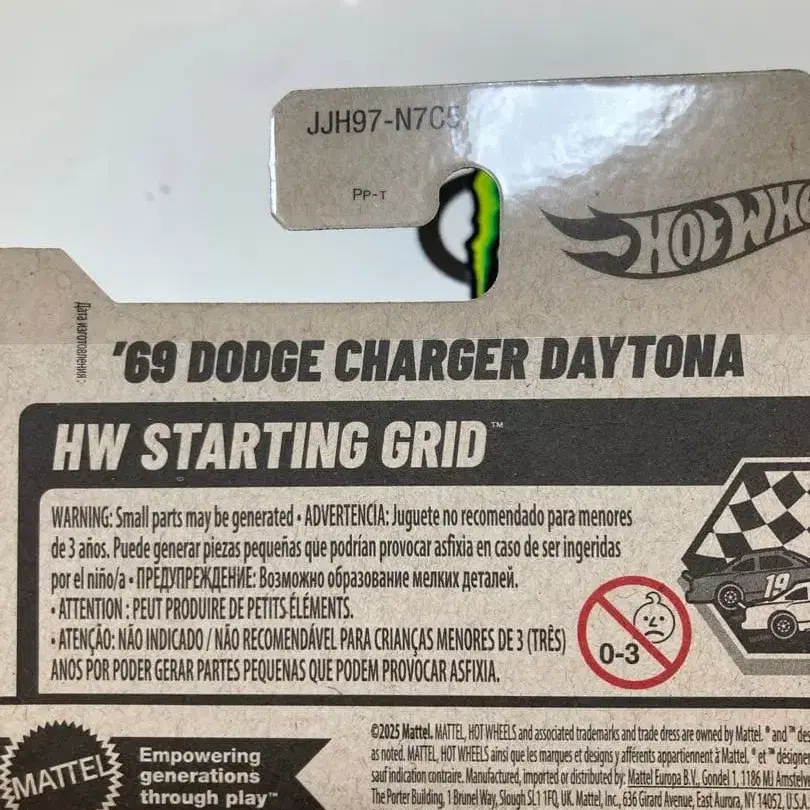 JJH97-N7C5
PP-T
HOT WHE
Дата изготовления:
'69 DODGE CHARGER DAYTONA
HW STARTING GRID™
WARNING: Small parts may be generated • ADVERTENCIA: Juguete no recomendado para menores
de 3 años. Puede generar piezas pequeñas que podrían provocar asfixia en caso de ser ingeridas
por el niño/a • ПРЕДУПРЕЖДЕНИЕ: Возможно образование мелких деталей.
• ATTENTION : PEUT PRODUIRE DE PETITS ÉLÉMENTS.
• ATENÇÃO: NÃO INDICADO / NÃO RECOMENDÁVEL PARA CRIANÇAS MENORES DE 3 (TRÊS)
ANOS POR PODER GERAR PARTES PEQUENAS QUE PODEM PROVOCAR ASFIXIA.
0-3
19
MATTEL
Empowering
generations
through play™
©2025 Mattel. MATTEL, HOT WHEELS and associated trademarks and trade dress are owned by Mattel. ® and ™ des
as noted. MATTEL, HOT WHEELS ainsi que les marques et designs y afférents appartiennent à Mattel. ® et ™ désigne
sauf indication contraire. Manufactured, imported or distributed by: Mattel Europa B.V., Gondel 1, 1186 MJ Amstelve
The Porter Building, 1 Brunel Way, Slough SL1 1FQ, UK. Mattel, Inc., 636 Girard Avenue, East Aurora, NY 14052, U.S.A